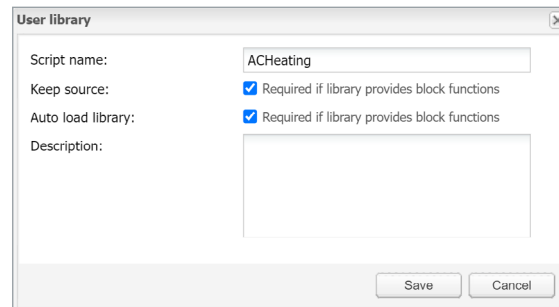 User library
Script name: ACHeating
Keep source: Required if library provides block functions
Auto load library: Required if library provides block functions
Description:
Save Cancel